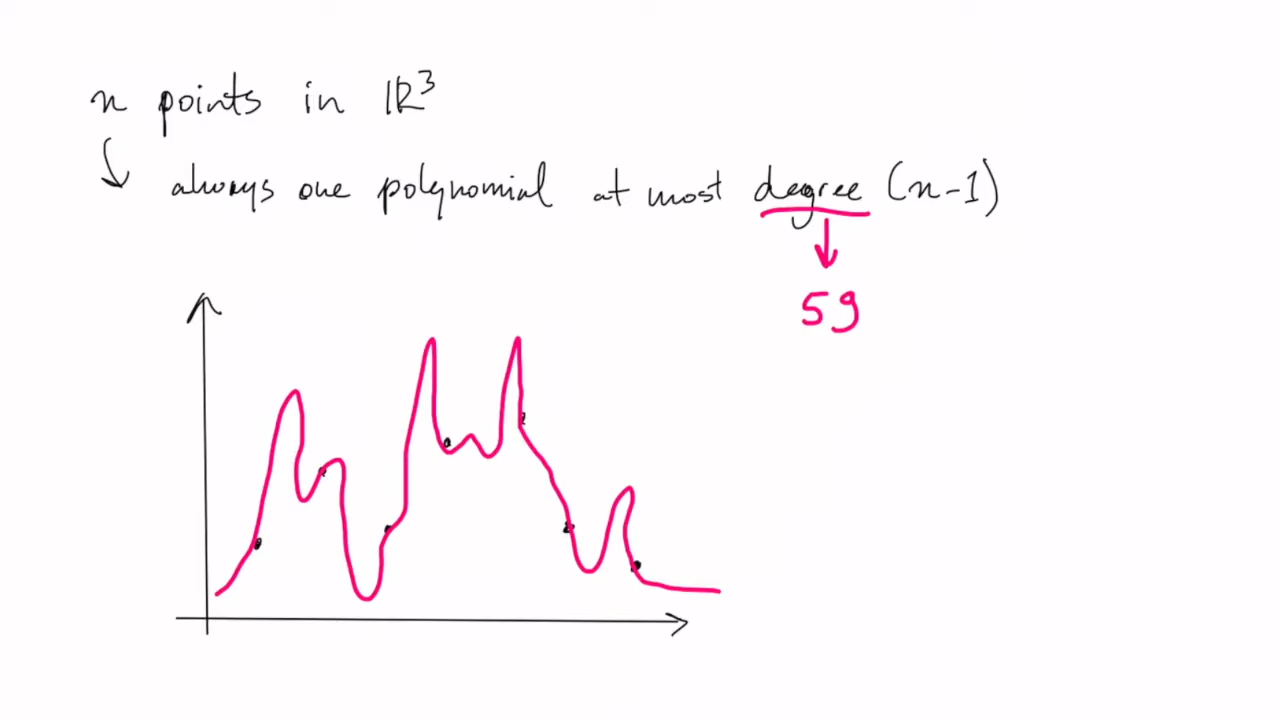 n points in ℝ³
↓ always one polynomial at most degree (n-1)
↓
59